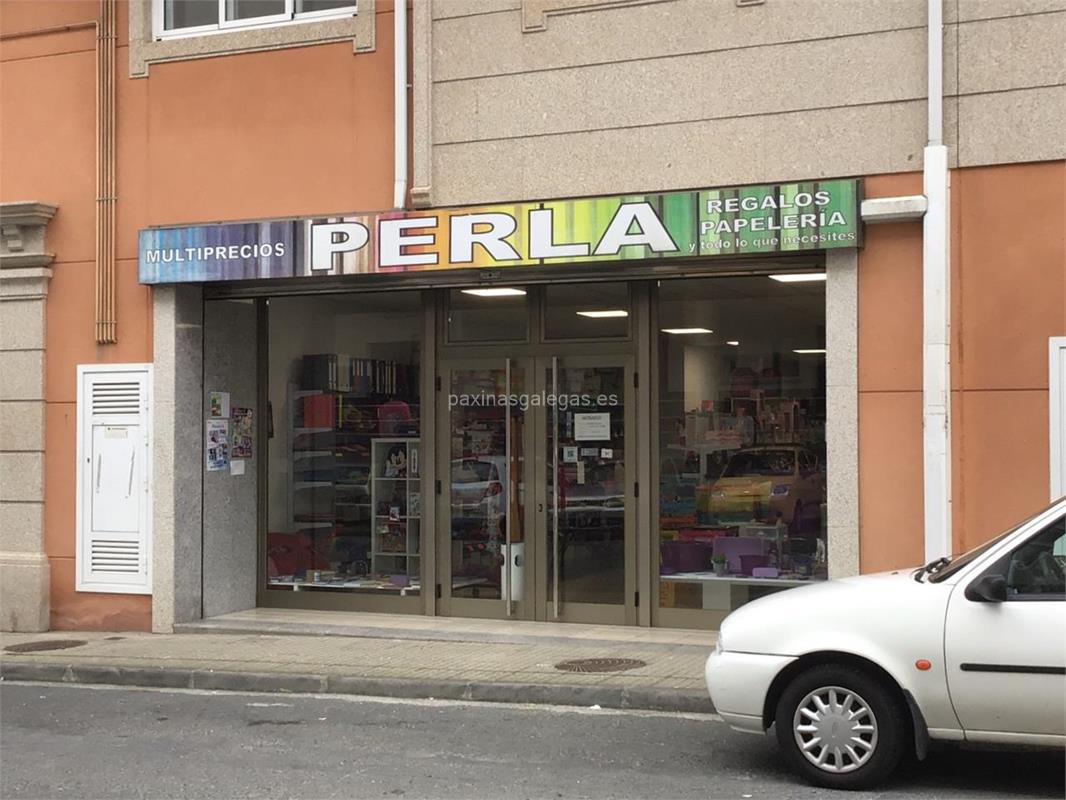 MULTIPRECIOS
PERLA
REGALOS
PAPELERÍA
y todo lo que necesites
paxinasgalegas.es